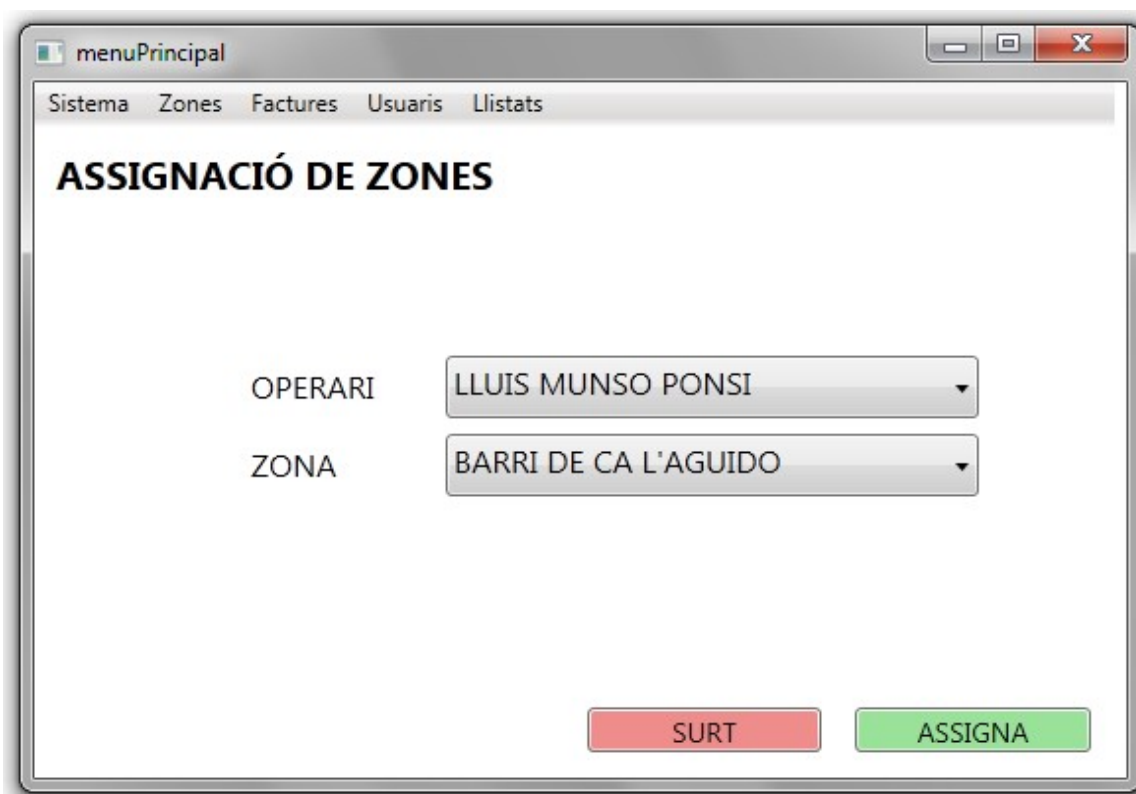 menuPrincipal
Sistema Zones Factures Usuaris Llistats
ASSIGNACIÓ DE ZONES
OPERARI LLUIS MUNSO PONSI
ZONA BARRI DE CA L'AGUIDO
SURT ASSIGNA